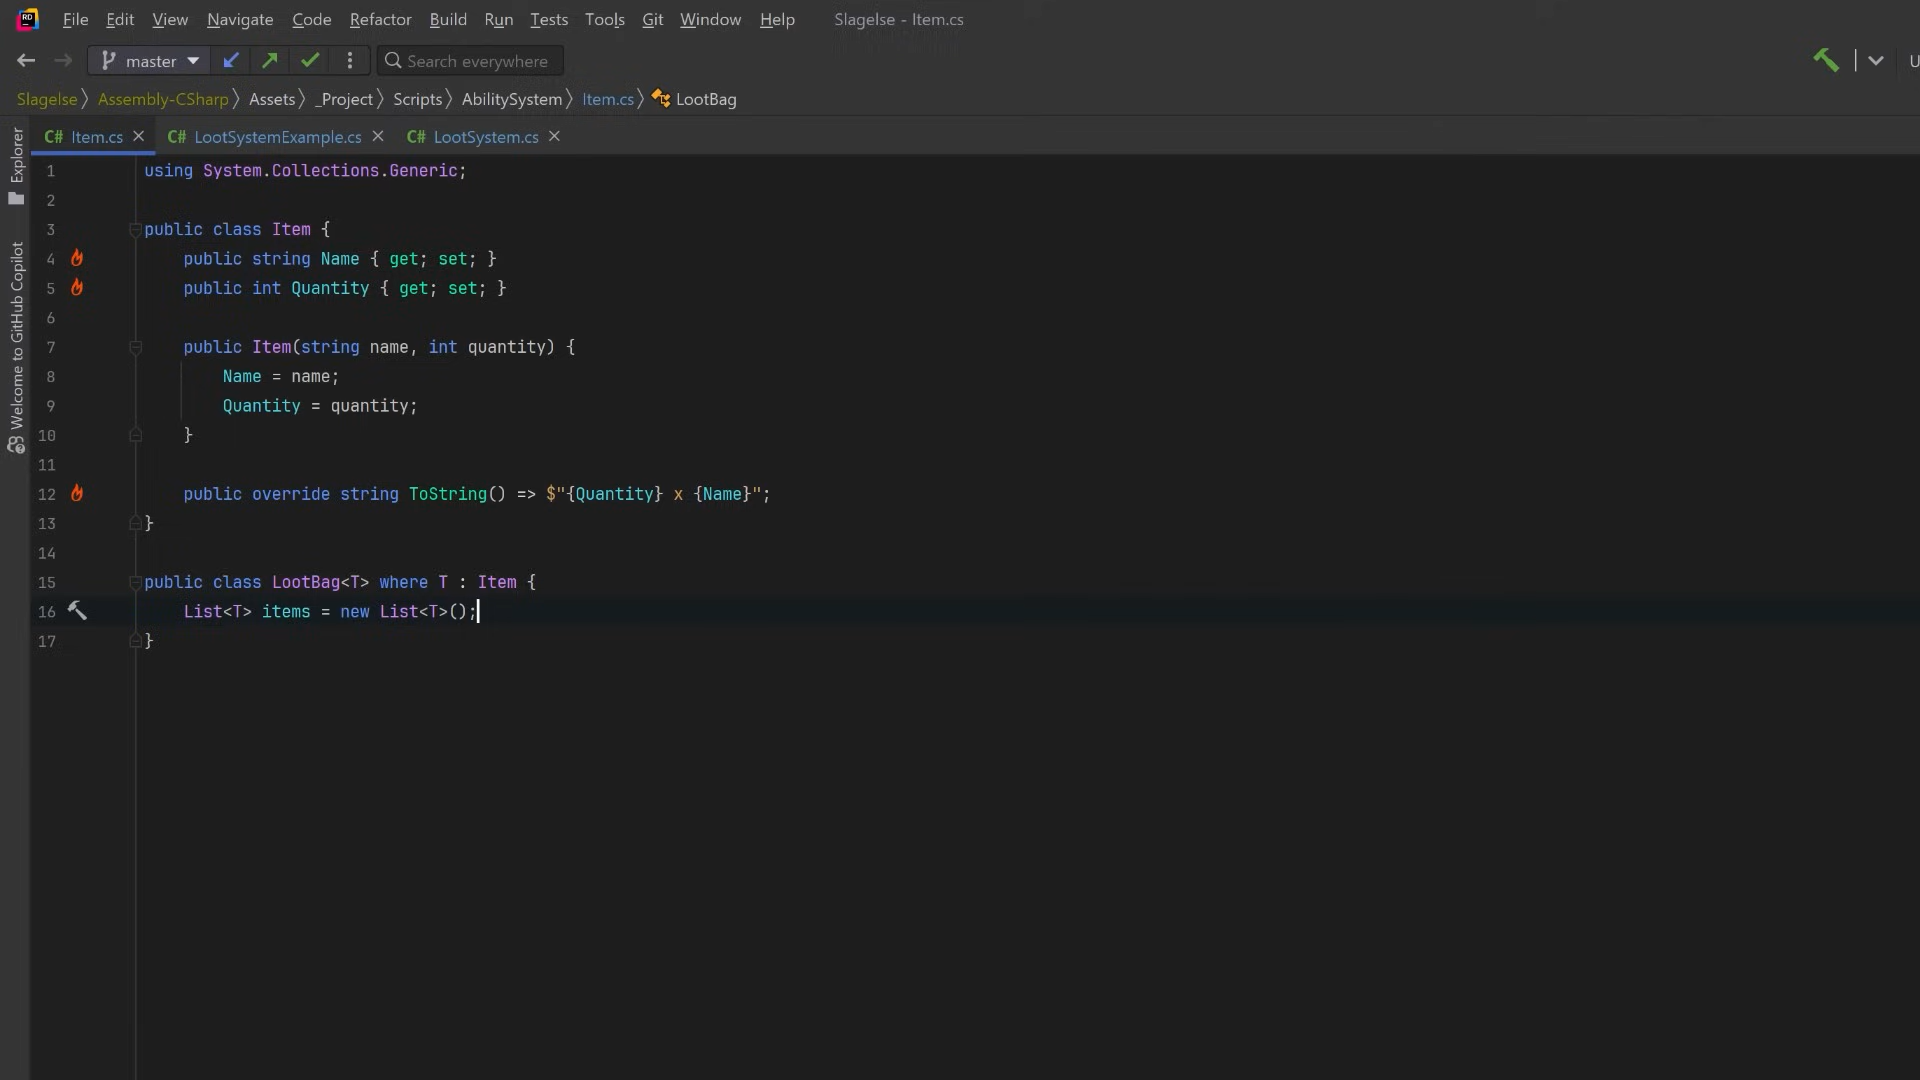 File Edit View Navigate Code Refactor Build Run Tests Tools Git Window Help Slagelse - Item.cs
master Search everywhere U
Slagelse Assembly-CSharp Assets _Project Scripts AbilitySystem Item.cs LootBag
C# Item.cs C# LootSystemExample.cs C# LootSystem.cs
Explorer
Welcome to GitHub Copilot
1 using System.Collections.Generic;
2
3 public class Item {
4 public string Name { get; set; }
5 public int Quantity { get; set; }
6
7 public Item(string name, int quantity) {
8 Name = name;
9 Quantity = quantity;
10 }
11
12 public override string ToString() => $"{Quantity} x {Name}";
13 }
14
15 public class LootBag<T> where T : Item {
16 List<T> items = new List<T>();
17 }